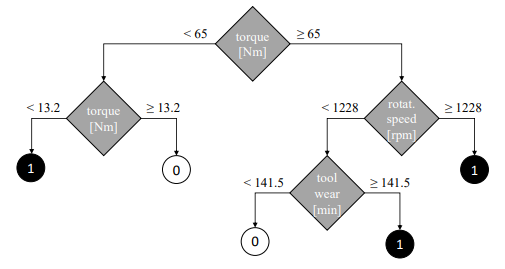 < 65
torque
[Nm]
≥ 65
< 13.2
torque
[Nm]
≥ 13.2
< 1228
rotat.
speed
[rpm]
≥ 1228
1
0
< 141.5
tool
wear
[min]
≥ 141.5
1
0
1